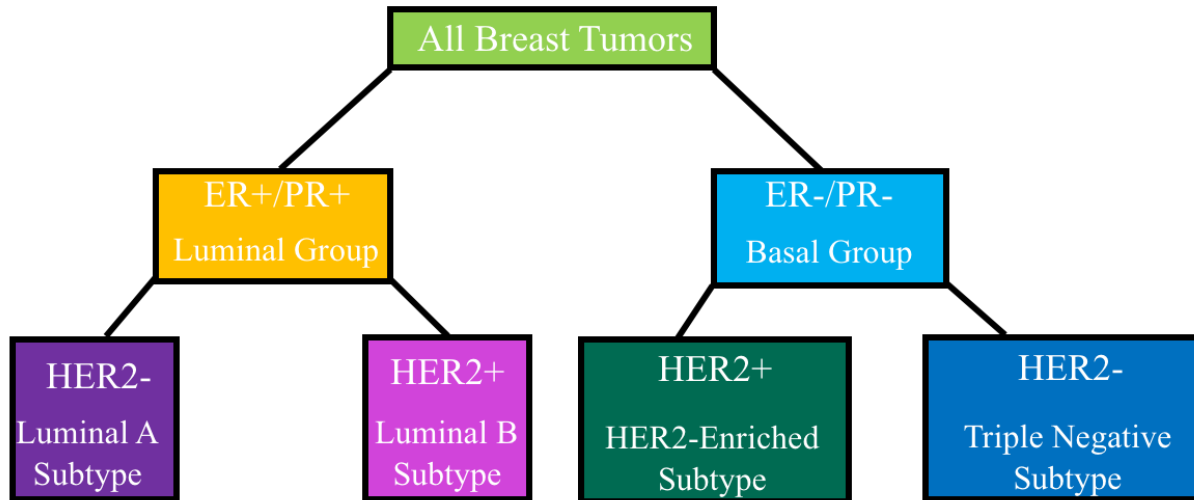 All Breast Tumors
ER+/PR+
Luminal Group
ER-/PR-
Basal Group
HER2-
Luminal A
Subtype
HER2+
Luminal B
Subtype
HER2+
HER2-Enriched
Subtype
HER2-
Triple Negative
Subtype